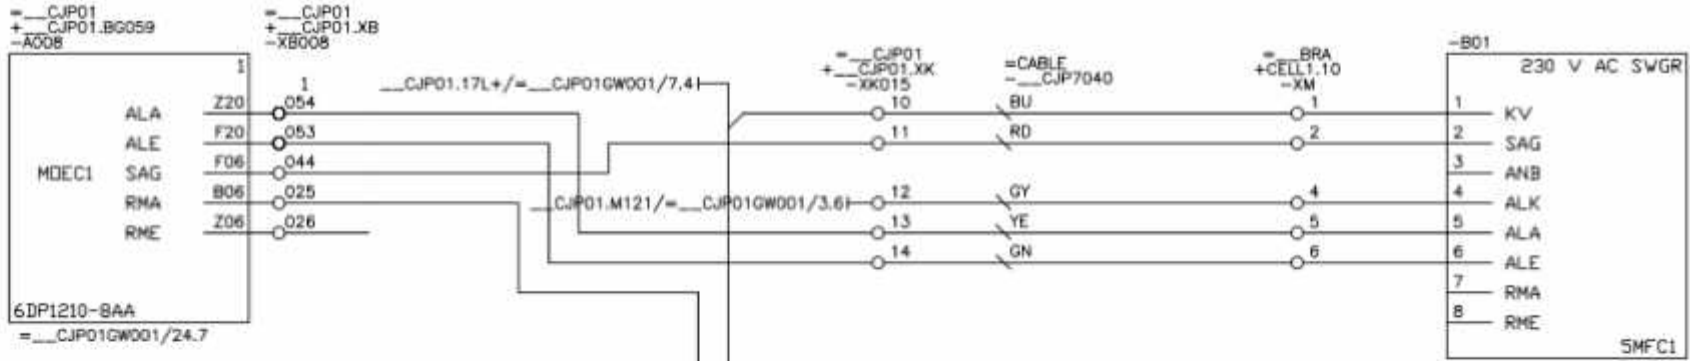 =__CJP01
+__CJP01.BG059
-A008
=__CJP01
+__CJP01.XB
-XB008
1
1
MDEC1
ALA Z20 054
ALE F20 053
SAG F06 044
RMA B06 025
RME Z06 026
6DP1210-8AA
=__CJP01GW001/24.7
__CJP01.17L+/=__CJP01GW001/7.4
__CJP01.M121/=__CJP01GW001/3.6
=__CJP01
+__CJP01.XK
-XK015
=CABLE
-__CJP7040
=__BRA
+CELL1.10
-XM
10 BU 1
11 RD 2
12 GY 4
13 YE 5
14 GN 6
-B01
230 V AC SWGR
1 KV
2 SAG
3 ANB
4 ALK
5 ALA
6 ALE
7 RMA
8 RME
5MFC1